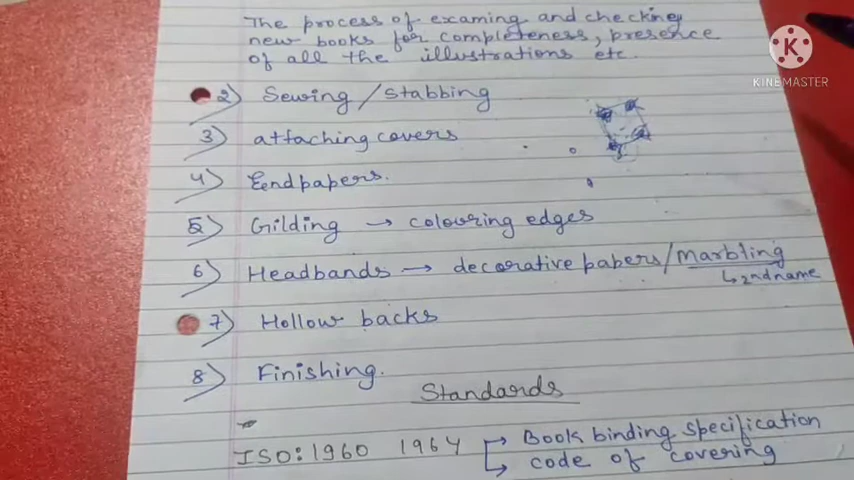 The process of examing and checking
new books for completeness, presence
of all the illustrations etc.
2) Sewing / Stabbing
3) attaching covers
4) Endpapers.
5) Gilding → colouring edges
6) Headbands → decorative papers/marbling
↳ 2nd name
7) Hollow backs
8) Finishing.
Standards
ISO: 1960 1964 → Book binding specification
→ code of covering
K
KINEMASTER